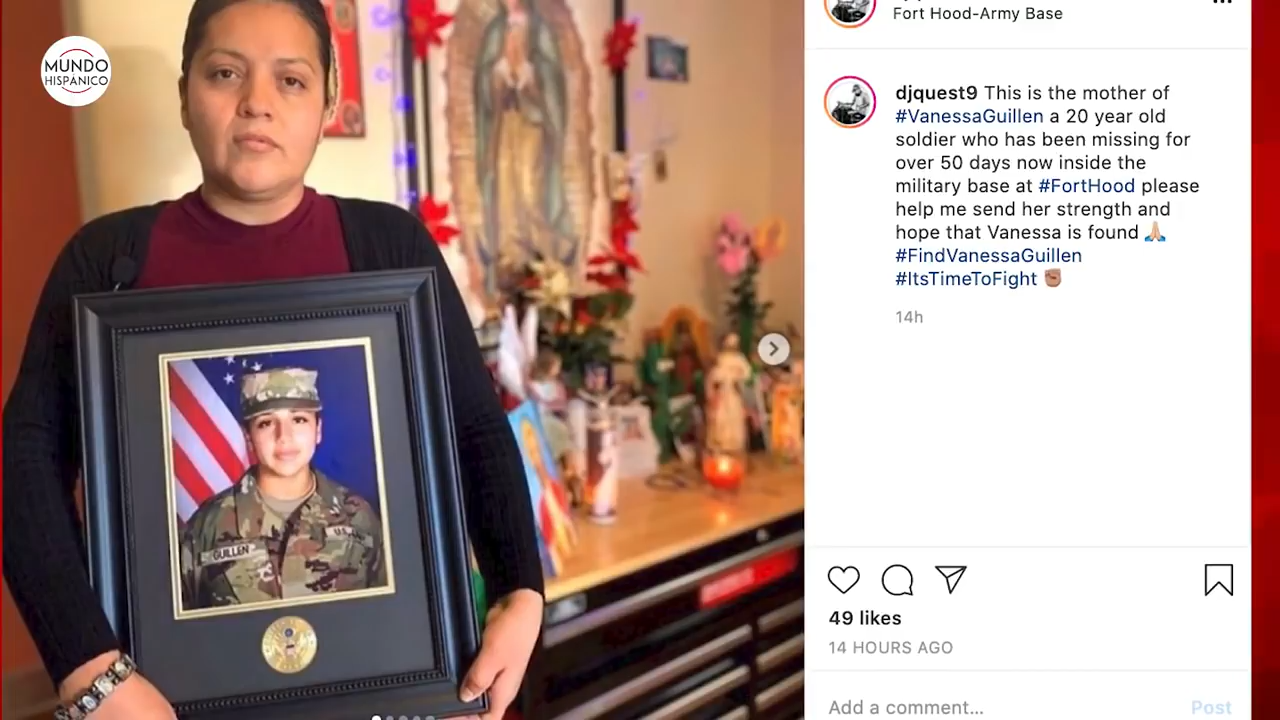 MUNDO
HISPÁNICO
Fort Hood-Army Base
djquest9 This is the mother of
#VanessaGuillen a 20 year old
soldier who has been missing for
over 50 days now inside the
military base at #FortHood please
help me send her strength and
hope that Vanessa is found 🙏🏼
#FindVanessaGuillen
#ItsTimeToFight ✊🏽
14h
GUILLEN
U.S.
49 likes
14 HOURS AGO
Add a comment...
Post